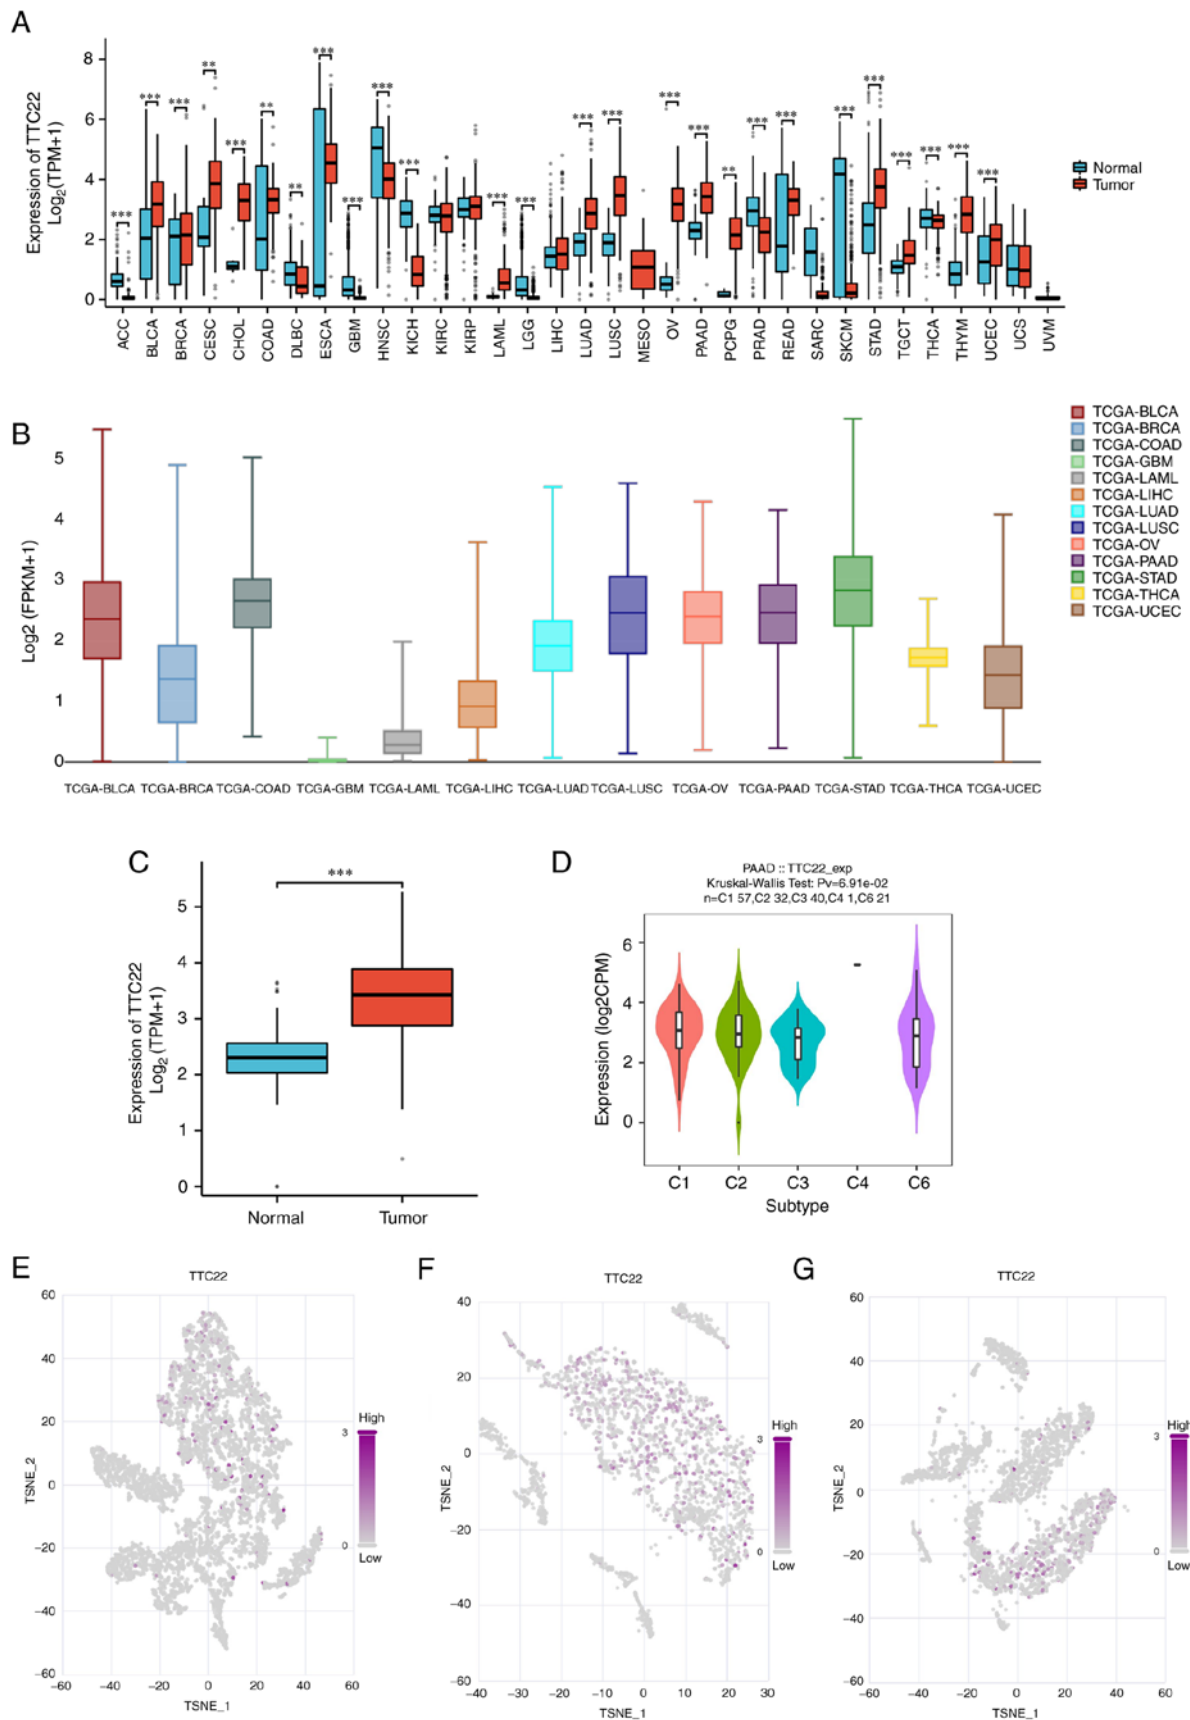 A
Expression of TTC22
Log2(TPM+1)
8
6
4
2
0
*** *** *** ** *** ** ** *** *** *** *** *** *** *** *** *** *** ** *** *** *** *** *** *** *** ***
Normal
Tumor
ACC BLCA BRCA CESC CHOL COAD DLBC ESCA GBM HNSC KICH KIRC KIRP LAML LGG LIHC LUAD LUSC MESO OV PAAD PCPG PRAD READ SARC SKCM STAD TGCT THCA THYM UCEC UCS UVM
B
Log2 (FPKM+1)
5
4
3
2
1
0
TCGA-BLCA TCGA-BRCA TCGA-COAD TCGA-GBM TCGA-LAML TCGA-LIHC TCGA-LUAD TCGA-LUSC TCGA-OV TCGA-PAAD TCGA-STAD TCGA-THCA TCGA-UCEC
TCGA-BLCA
TCGA-BRCA
TCGA-COAD
TCGA-GBM
TCGA-LAML
TCGA-LIHC
TCGA-LUAD
TCGA-LUSC
TCGA-OV
TCGA-PAAD
TCGA-STAD
TCGA-THCA
TCGA-UCEC
C
Expression of TTC22
Log2 (TPM+1)
***
5
4
3
2
1
0
Normal Tumor
D
PAAD :: TTC22_exp
Kruskal-Wallis Test: Pv=6.91e-02
n=C1 57,C2 32,C3 40,C4 1,C6 21
Expression (log2CPM)
6
4
2
0
C1 C2 C3 C4 C6
Subtype
E
TTC22
TSNE_2
60
40
20
0
−20
−40
−60
−60 −40 −20 0 20 40 60
TSNE_1
High
3
0
Low
F
TTC22
TSNE_2
40
20
0
−20
−40
−60
−40 −30 −20 −10 0 10 20 30
TSNE_1
High
3
0
Low
G
TTC22
TSNE_2
60
40
20
0
−20
−40
−60
−60 −40 −20 0 20 40 60
TSNE_1
High
3
0
Low